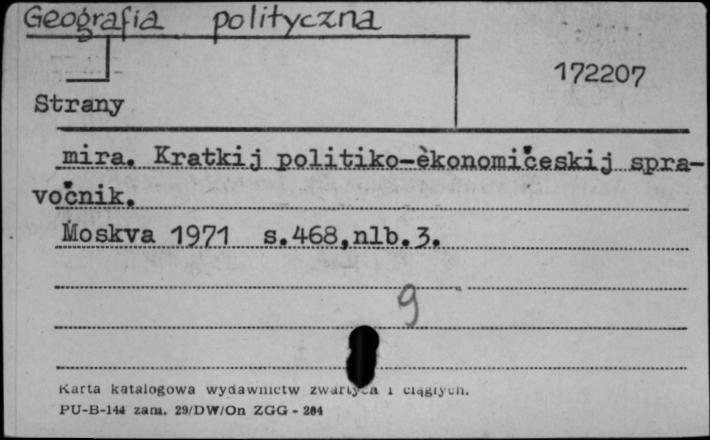 Geografia polityczna
172207
Strany
mira. Kratkij politiko-èkonomičeskij spra-
vočnik.
Moskva 1971 s.468,nlb.3.
9
Karta katalogowa wydawnictw zwartych i ciągłych.
PU-B-144 zam. 29/DW/On ZGG - 284